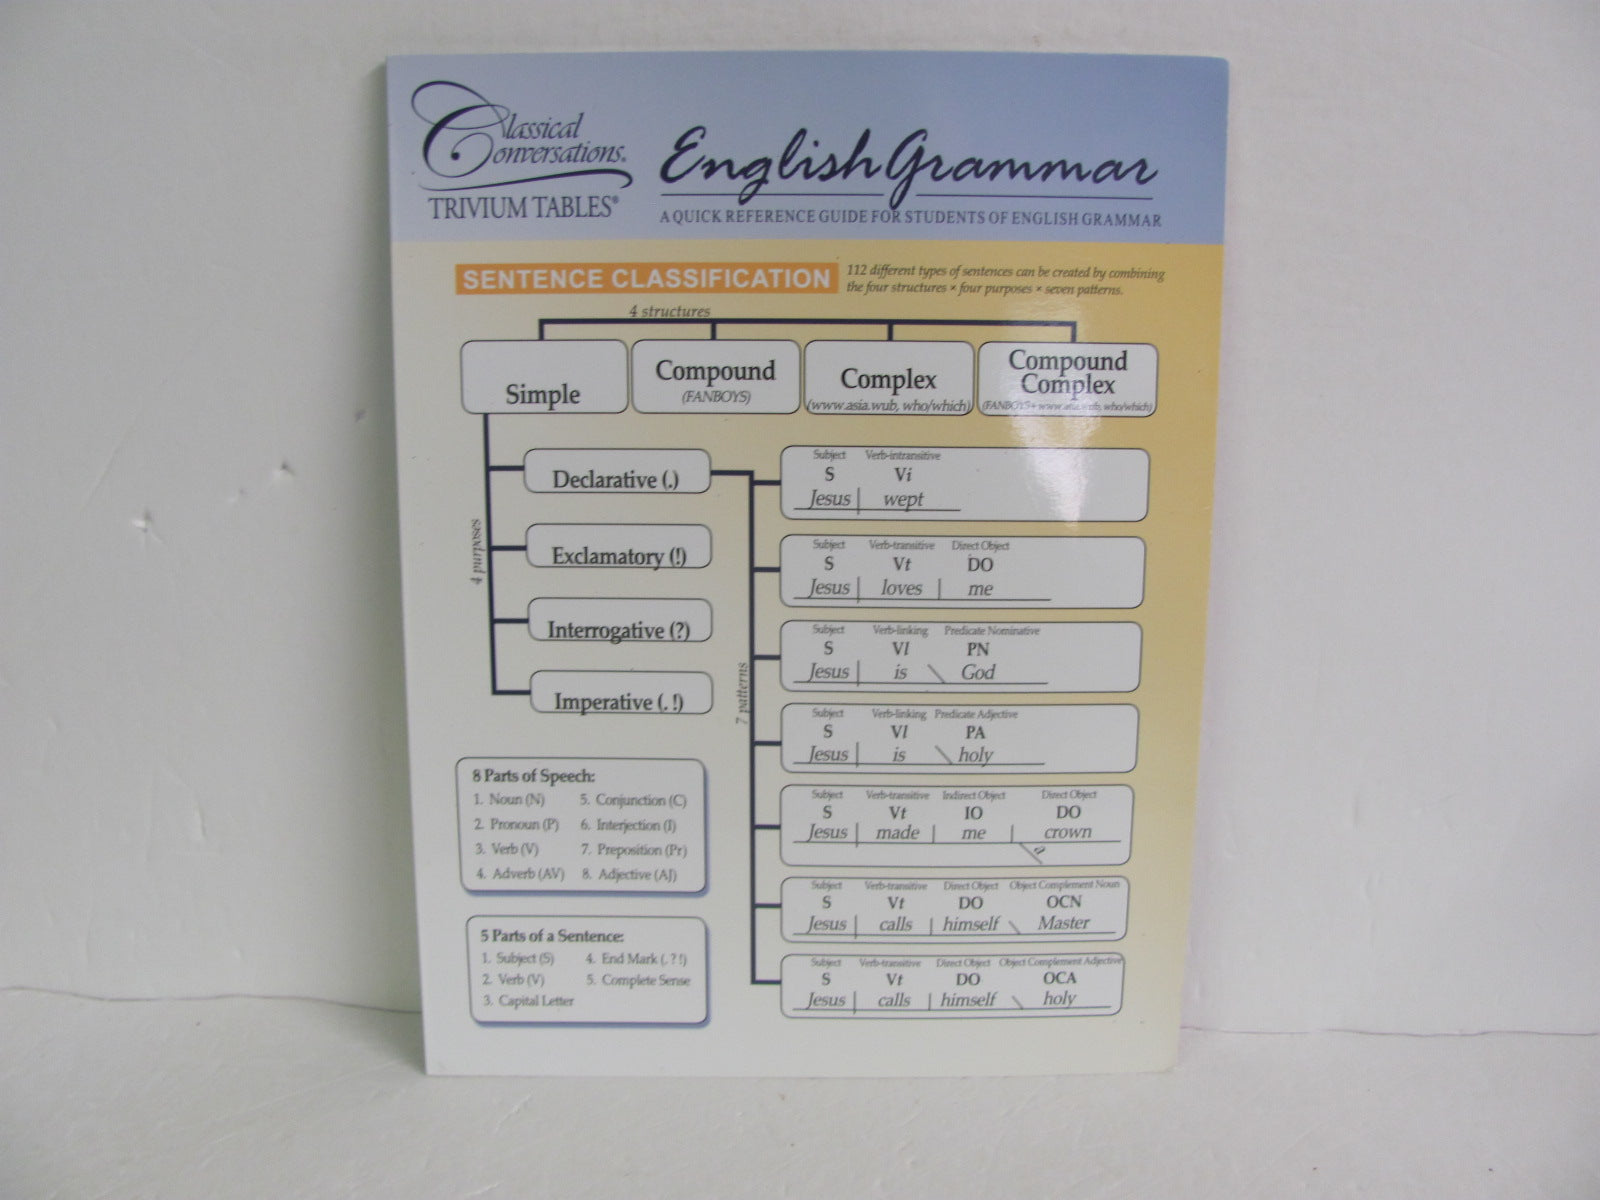 Classical
Conversations®
TRIVIUM TABLES®
English Grammar
A QUICK REFERENCE GUIDE FOR STUDENTS OF ENGLISH GRAMMAR
SENTENCE CLASSIFICATION
112 different types of sentences can be created by combining
the four structures × four purposes × seven patterns.
4 structures
Simple
Compound
(FANBOYS)
Complex
(www.asia.wub, who/which)
Compound
Complex
(FANBOYS+ www.asia.wub, who/which)
4 purposes
Declarative (.)
Exclamatory (!)
Interrogative (?)
Imperative (. !)
7 patterns
Subject Verb-intransitive
S Vi
Jesus wept
Subject Verb-transitive Direct Object
S Vt DO
Jesus loves me
Subject Verb-linking Predicate Nominative
S Vl PN
Jesus is God
Subject Verb-linking Predicate Adjective
S Vl PA
Jesus is holy
Subject Verb-transitive Indirect Object Direct Object
S Vt IO DO
Jesus made me crown
a
Subject Verb-transitive Direct Object Object Complement Noun
S Vt DO OCN
Jesus calls himself Master
Subject Verb-transitive Direct Object Object Complement Adjective
S Vt DO OCA
Jesus calls himself holy
8 Parts of Speech:
1. Noun (N) 5. Conjunction (C)
2. Pronoun (P) 6. Interjection (I)
3. Verb (V) 7. Preposition (Pr)
4. Adverb (AV) 8. Adjective (AJ)
5 Parts of a Sentence:
1. Subject (S) 4. End Mark (. ? !)
2. Verb (V) 5. Complete Sense
3. Capital Letter